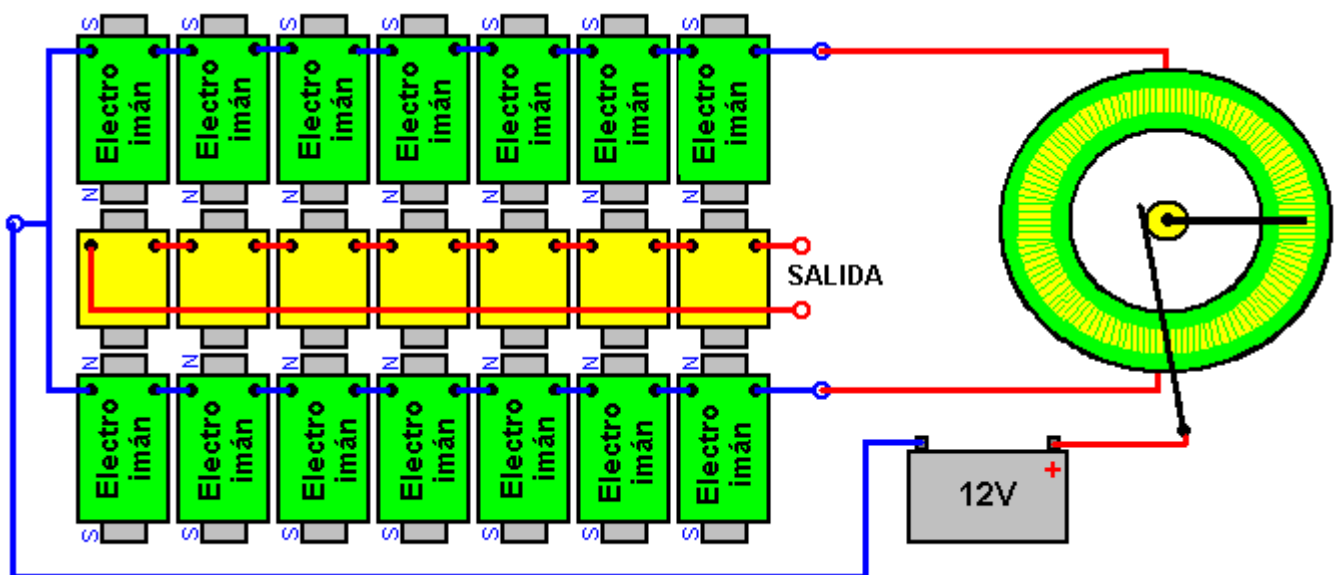 S S S S S S S
Electro imán Electro imán Electro imán Electro imán Electro imán Electro imán Electro imán
N N N N N N N
SALIDA
N N N N N N N
Electro imán Electro imán Electro imán Electro imán Electro imán Electro imán Electro imán
+
12V
S S S S S S S